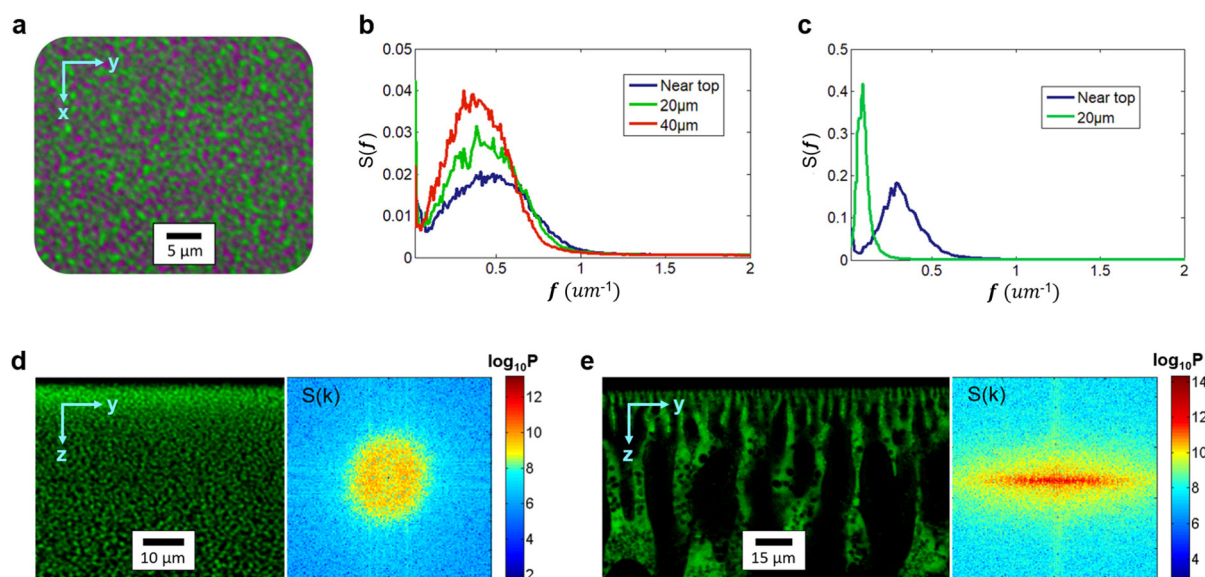 a
y
x
5 µm
b
0.05
0.04
0.03
0.02
0.01
0
S(f)
Near top
20µm
40µm
0.5
1
1.5
2
f (um⁻¹)
c
0.5
0.4
0.3
0.2
0.1
0
S(f)
Near top
20µm
0.5
1
1.5
2
f (um⁻¹)
d
y
z
10 µm
S(k)
log₁₀P
12
10
8
6
4
2
e
y
z
15 µm
S(k)
log₁₀P
14
12
10
8
6
4